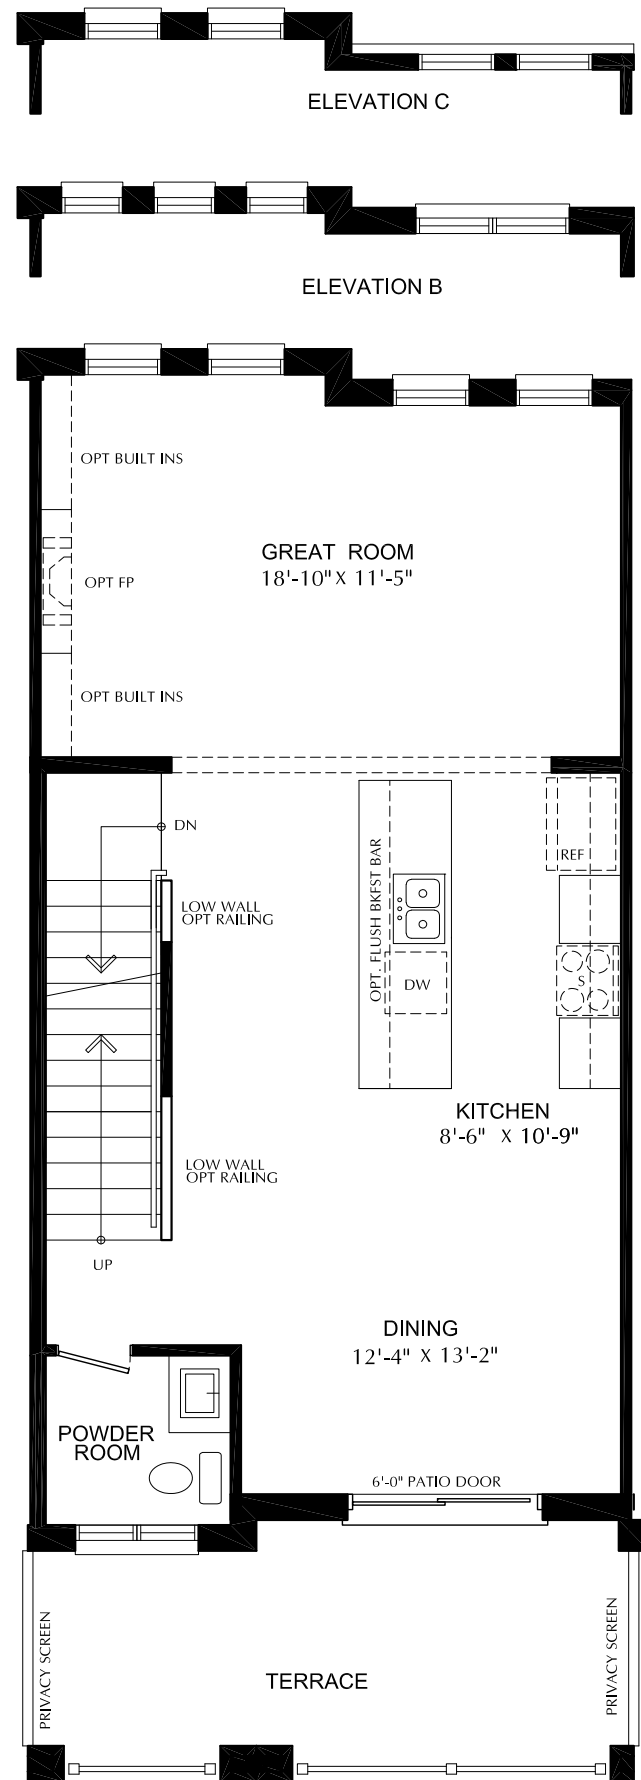 ELEVATION C
ELEVATION B
OPT BUILT INS
GREAT ROOM
18'-10" X 11'-5"
OPT FP
OPT BUILT INS
DN
LOW WALL
OPT RAILING
OPT. FLUSH BKFST BAR
REF
DW
S
KITCHEN
8'-6" X 10'-9"
LOW WALL
OPT RAILING
UP
DINING
12'-4" X 13'-2"
POWDER
ROOM
6'-0" PATIO DOOR
PRIVACY SCREEN
TERRACE
PRIVACY SCREEN